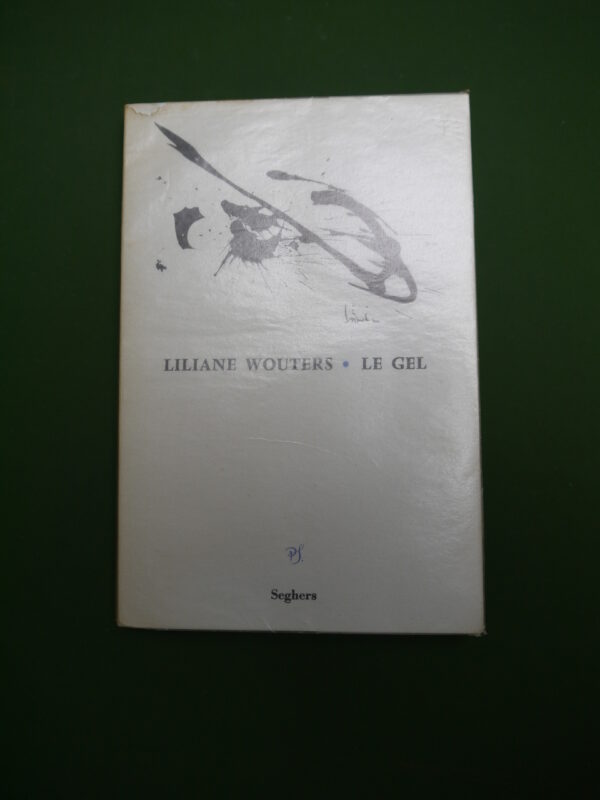 LILIANE WOUTERS • LE GEL
PS.
Seghers